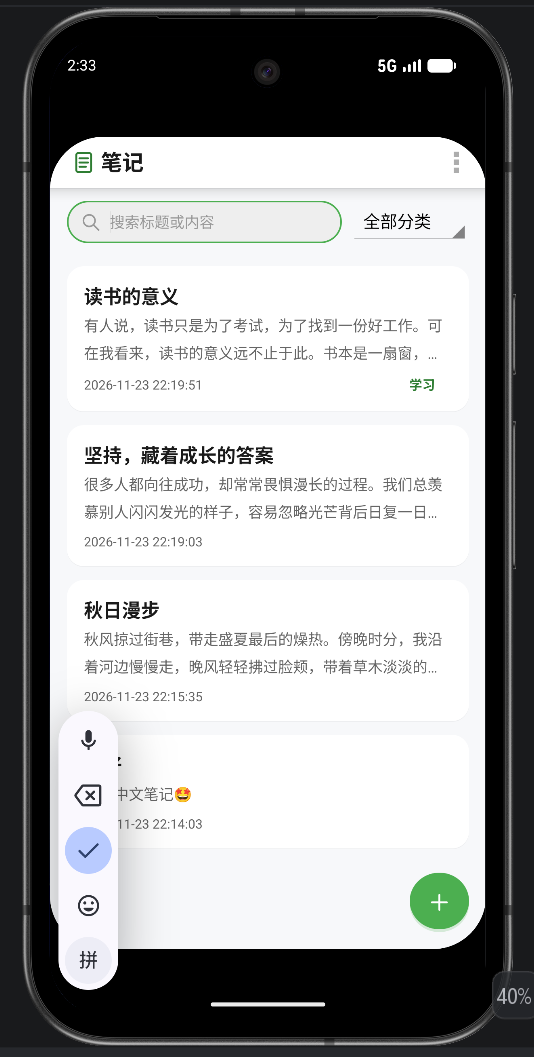 2:33
5G
笔记
搜索标题或内容
全部分类
读书的意义
有人说，读书只是为了考试，为了找到一份好工作。可
在我看来，读书的意义远不止于此。书本是一扇窗，...
2026-11-23 22:19:51
学习
坚持，藏着成长的答案
很多人都向往成功，却常常畏惧漫长的过程。我们总羡
慕别人闪闪发光的样子，容易忽略光芒背后日复一日...
2026-11-23 22:19:03
秋日漫步
秋风掠过街巷，带走盛夏最后的燥热。傍晚时分，我沿
着河边慢慢走，晚风轻轻拂过脸颊，带着草木淡淡的...
2026-11-23 22:15:35
中文笔记🤩
11-23 22:14:03
拼
40%